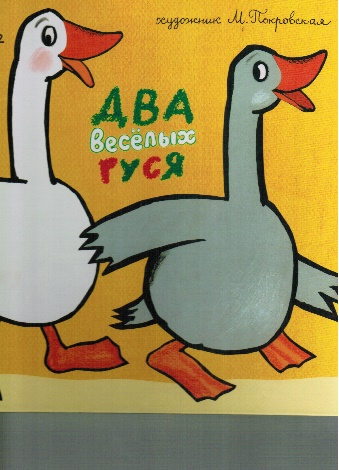 художник М. Покровская
ДВА
весёлых
гуся